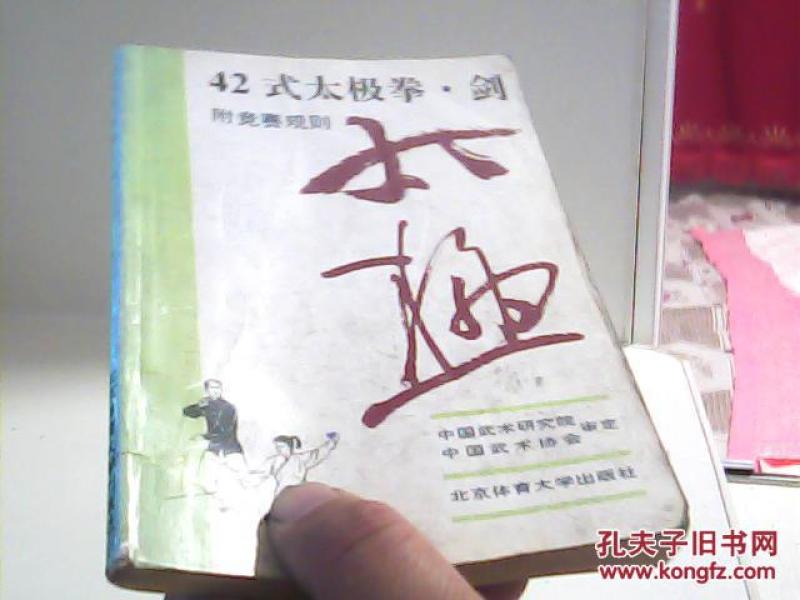 42式太极拳·剑
附竞赛规则
太
極
中国武术研究院
中国武术协会 审定
北京体育大学出版社
孔夫子旧书网
www.kongfz.com